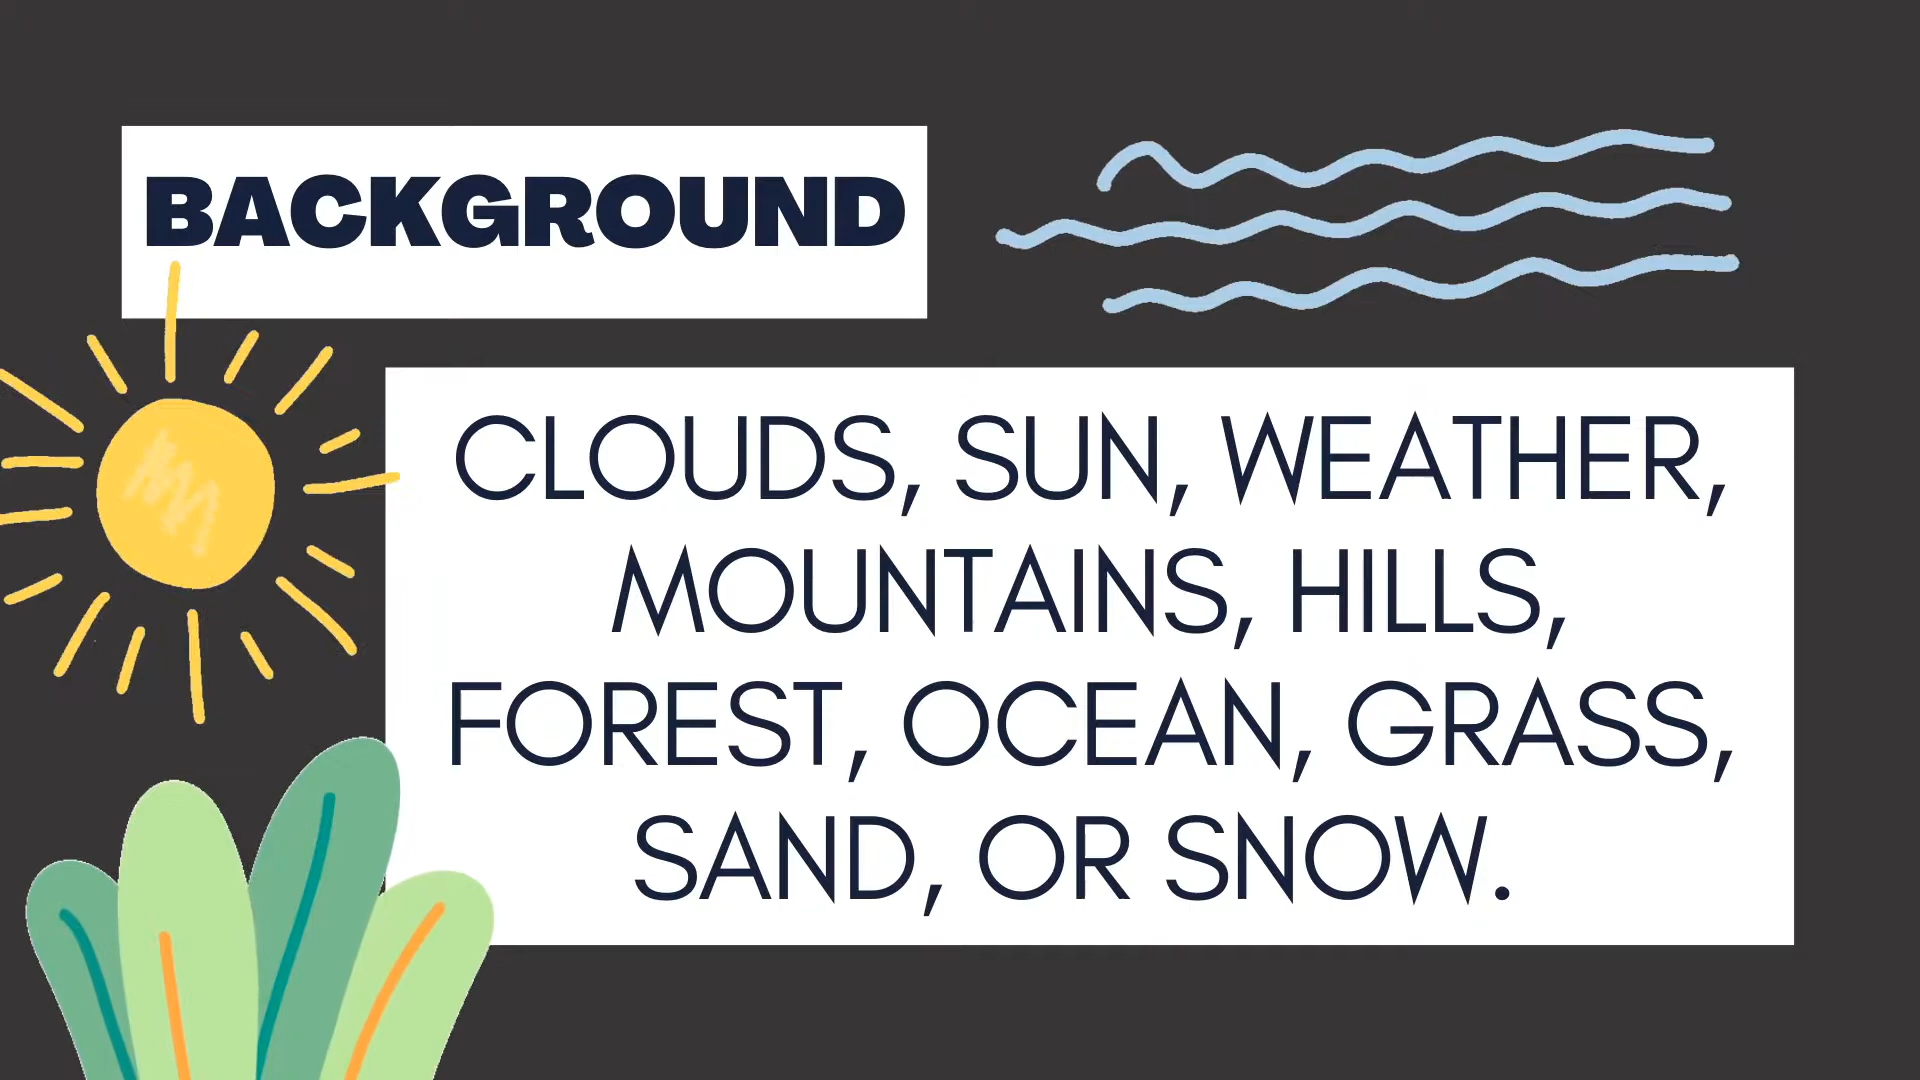 BACKGROUND
CLOUDS, SUN, WEATHER,
MOUNTAINS, HILLS,
FOREST, OCEAN, GRASS,
SAND, OR SNOW.